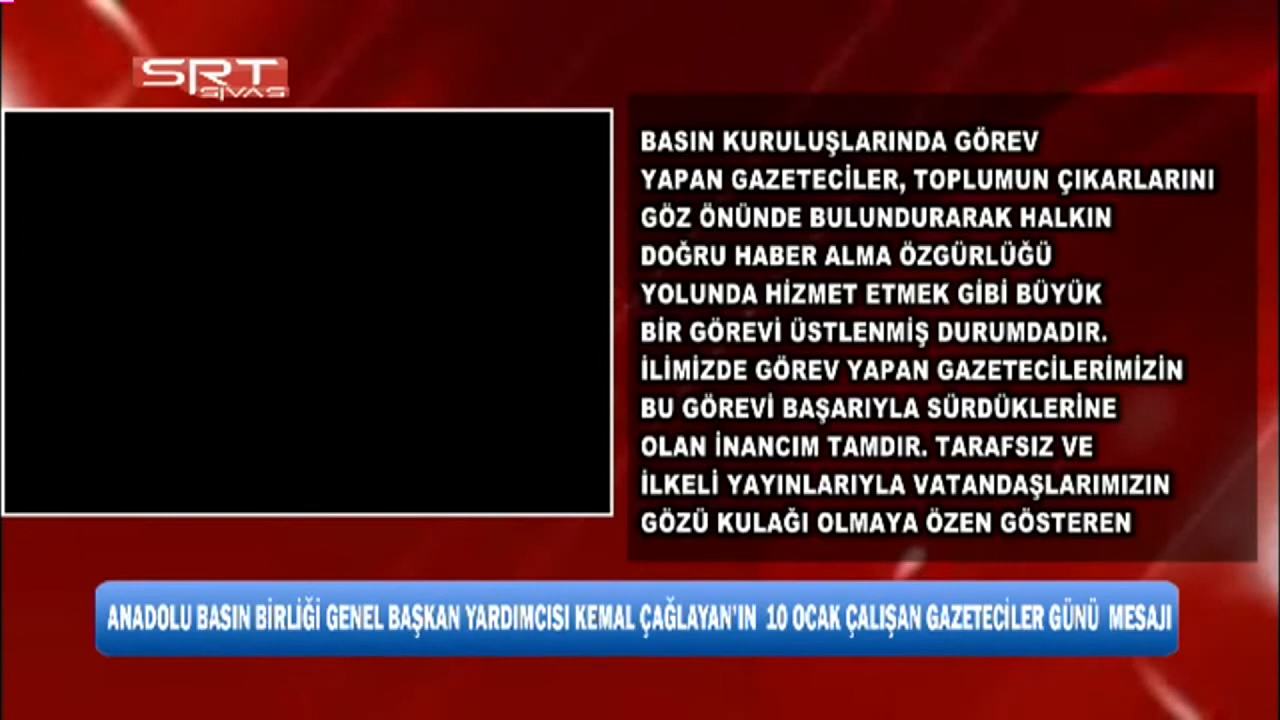 SRT
SİVAS
BASIN KURULUŞLARINDA GÖREV
YAPAN GAZETECİLER, TOPLUMUN ÇIKARLARINI
GÖZ ÖNÜNDE BULUNDURARAK HALKIN
DOĞRU HABER ALMA ÖZGÜRLÜĞÜ
YOLUNDA HİZMET ETMEK GİBİ BÜYÜK
BİR GÖREVİ ÜSTLENMİŞ DURUMDADIR.
İLİMİZDE GÖREV YAPAN GAZETECİLERİMİZİN
BU GÖREVİ BAŞARIYLA SÜRDÜKLERİNE
OLAN İNANCIM TAMDIR. TARAFSIZ VE
İLKELİ YAYINLARIYLA VATANDAŞLARIMIZIN
GÖZÜ KULAĞI OLMAYA ÖZEN GÖSTEREN
ANADOLU BASIN BİRLİĞİ GENEL BAŞKAN YARDIMCISI KEMAL ÇAĞLAYAN'IN 10 OCAK ÇALIŞAN GAZETECİLER GÜNÜ MESAJI